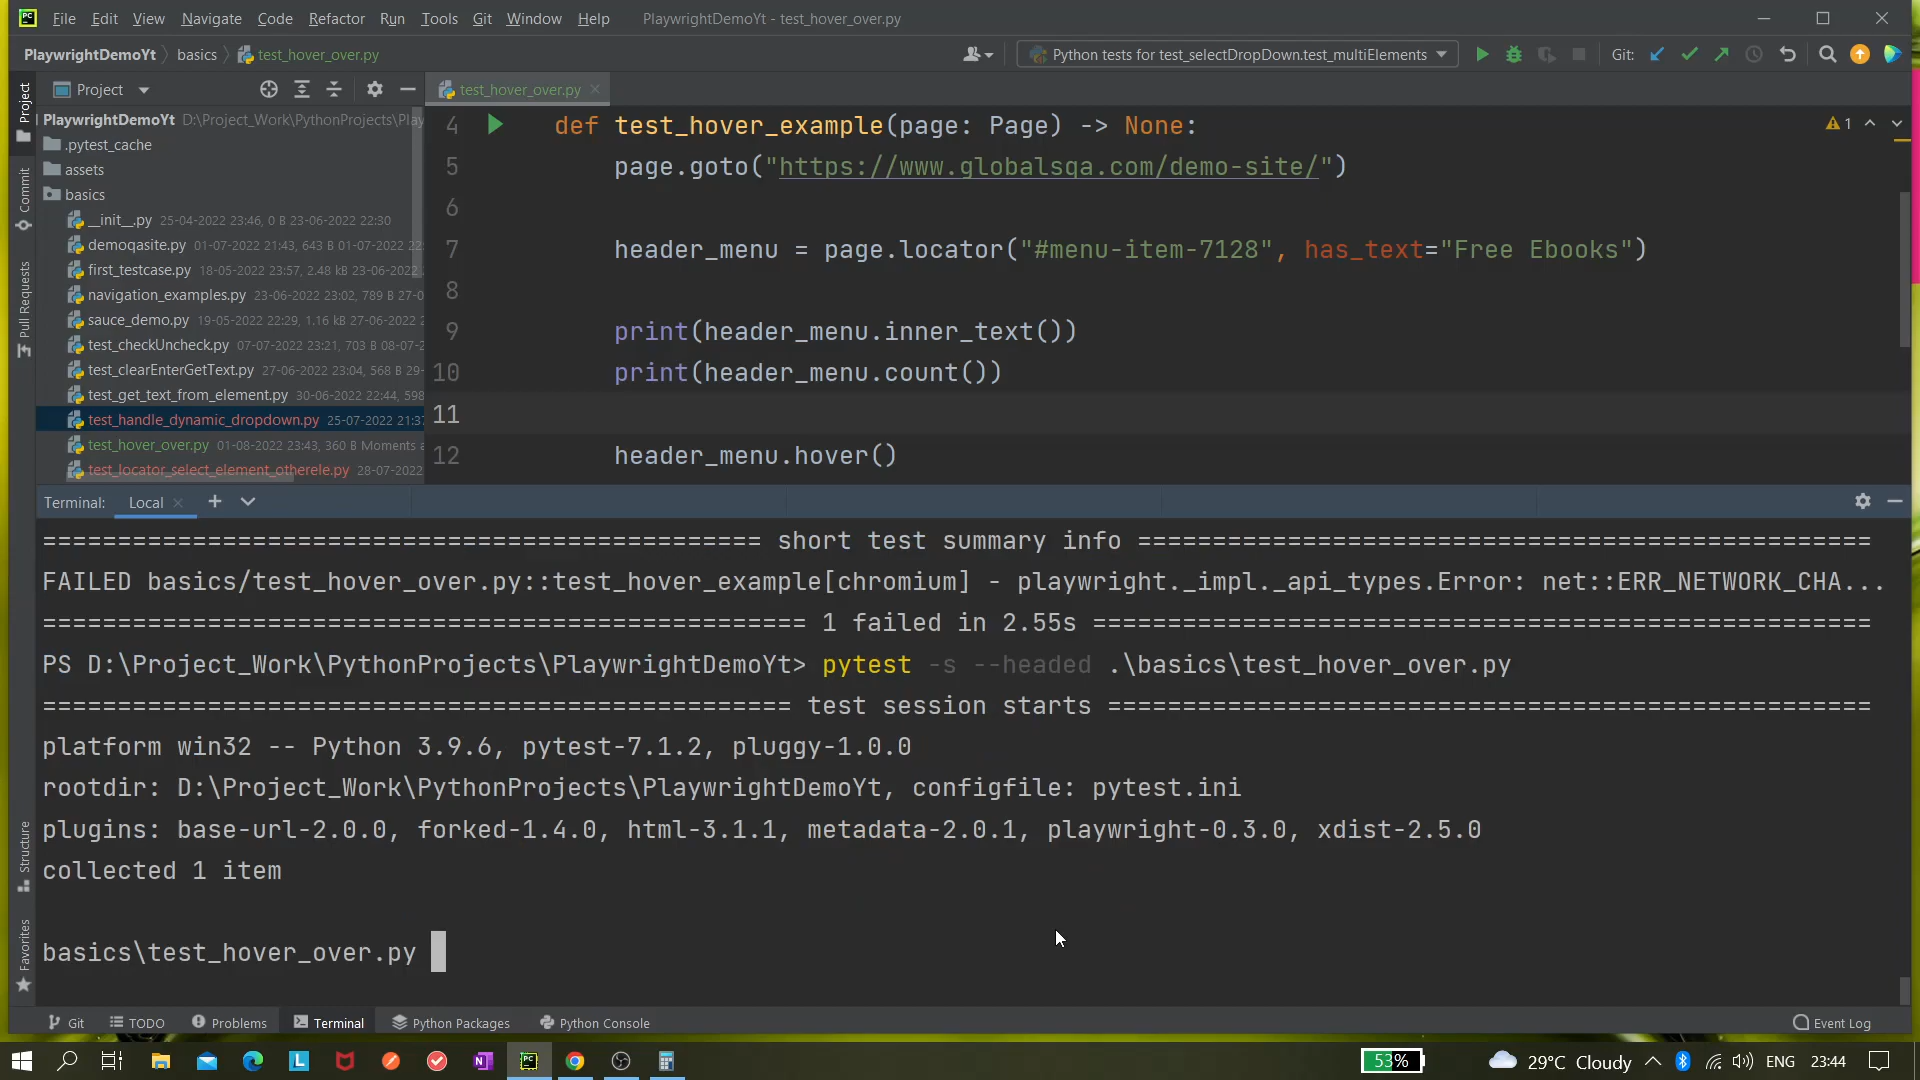 File Edit View Navigate Code Refactor Run Tools Git Window Help PlaywrightDemoYt - test_hover_over.py
PlaywrightDemoYt basics test_hover_over.py Python tests for test_selectDropDown.test_multiElements Git:
Project test_hover_over.py
PlaywrightDemoYt D:\Project_Work\PythonProjects\Play
.pytest_cache
assets
basics
__init__.py 25-04-2022 23:46, 0 B 23-06-2022 22:30
demoqasite.py 01-07-2022 21:43, 643 B 01-07-2022 22:
first_testcase.py 18-05-2022 23:57, 2.48 kB 23-06-2022
navigation_examples.py 23-06-2022 23:02, 789 B 27-0
sauce_demo.py 19-05-2022 22:29, 1.16 kB 27-06-2022 2
test_checkUncheck.py 07-07-2022 23:21, 703 B 08-07-2
test_clearEnterGetText.py 27-06-2022 23:04, 568 B 29-
test_get_text_from_element.py 30-06-2022 22:44, 598
test_handle_dynamic_dropdown.py 25-07-2022 21:37
test_hover_over.py 01-08-2022 23:43, 360 B Moments a
test_locator_select_element_otherele.py 28-07-2022
Project
Commit
Pull Requests
Structure
Favorites
4 def test_hover_example(page: Page) -> None: 1
5 page.goto("https://www.globalsqa.com/demo-site/")
6
7 header_menu = page.locator("#menu-item-7128", has_text="Free Ebooks")
8
9 print(header_menu.inner_text())
10 print(header_menu.count())
11
12 header_menu.hover()
Terminal: Local
================================================ short test summary info =================================================
FAILED basics/test_hover_over.py::test_hover_example[chromium] - playwright._impl._api_types.Error: net::ERR_NETWORK_CHA...
=================================================== 1 failed in 2.55s ====================================================
PS D:\Project_Work\PythonProjects\PlaywrightDemoYt> pytest -s --headed .\basics\test_hover_over.py
================================================== test session starts ===================================================
platform win32 -- Python 3.9.6, pytest-7.1.2, pluggy-1.0.0
rootdir: D:\Project_Work\PythonProjects\PlaywrightDemoYt, configfile: pytest.ini
plugins: base-url-2.0.0, forked-1.4.0, html-3.1.1, metadata-2.0.1, playwright-0.3.0, xdist-2.5.0
collected 1 item
basics\test_hover_over.py
Git TODO Problems Terminal Python Packages Python Console Event Log
53% 29°C Cloudy ENG 23:44